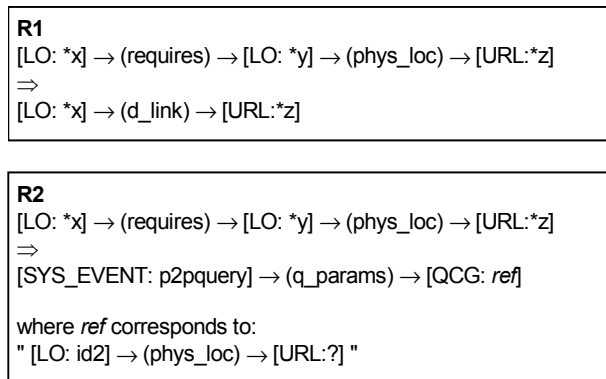 R1
[LO: *x] → (requires) → [LO: *y] → (phys_loc) → [URL:*z]
⇒
[LO: *x] → (d_link) → [URL:*z]
R2
[LO: *x] → (requires) → [LO: *y] → (phys_loc) → [URL:*z]
⇒
[SYS_EVENT: p2pquery] → (q_params) → [QCG: ref]
where ref corresponds to:
" [LO: id2] → (phys_loc) → [URL:?] "